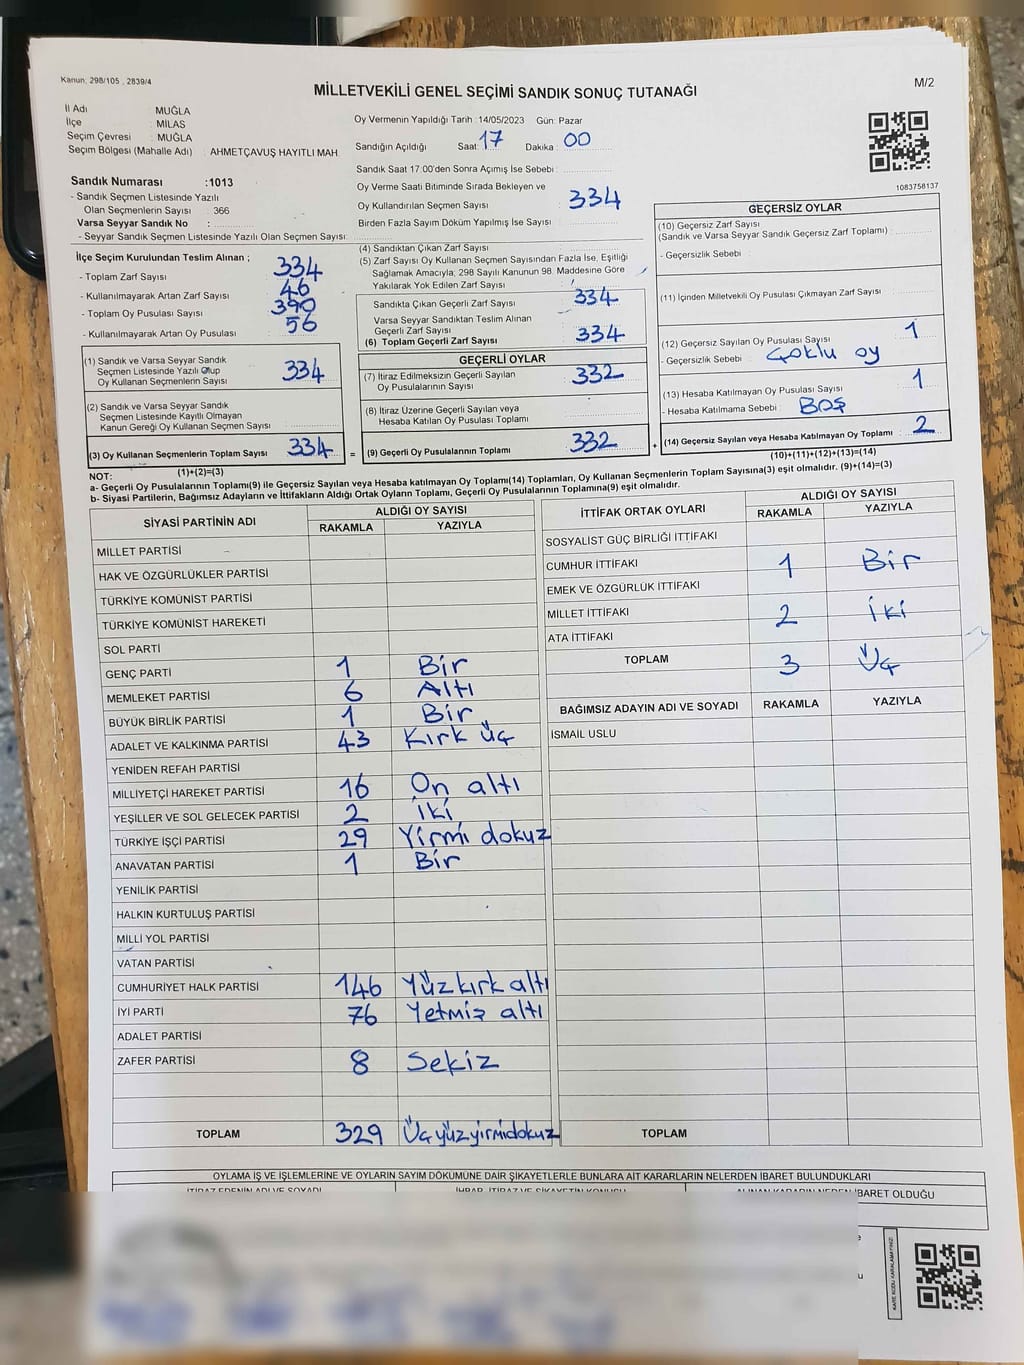 Kanun, 298/105 , 2839/4
MİLLETVEKİLİ GENEL SEÇİMİ SANDIK SONUÇ TUTANAĞI
M/2
İl Adı MUĞLA
İlçe MİLAS
Seçim Çevresi : MUĞLA
Seçim Bölgesi (Mahalle Adı) : AHMETÇAVUŞ HAYITLI MAH
Sandık Numarası :1013
- Sandık Seçmen Listesinde Yazılı
Olan Seçmenlerin Sayısı : 366
Varsa Seyyar Sandık No :
- Seyyar Sandık Seçmen Listesinde Yazılı Olan Seçmen Sayısı:
Oy Vermenin Yapıldığı Tarih :14/05/2023 Gün: Pazar
Sandığın Açıldığı Saat: 17 Dakika : 00
Sandık Saat 17:00'den Sonra Açımış İse Sebebi :
Oy Verme Saati Bitiminde Sırada Bekleyen ve
Oy Kullandırılan Seçmen Sayısı 334
Birden Fazla Sayım Döküm Yapılmış İse Sayısı :
1083758137
İlçe Seçim Kurulundan Teslim Alınan ;
- Toplam Zarf Sayısı : 334
- Kullanılmayarak Artan Zarf Sayısı : 46
- Toplam Oy Pusulası Sayısı : 390
- Kullanılmayarak Artan Oy Pusulası : 56
(1) Sandık ve Varsa Seyyar Sandık
Seçmen Listesinde Yazılı Olup
Oy Kullanan Seçmenlerin Sayısı 334
(2) Sandık ve Varsa Seyyar Sandık
Seçmen Listesinde Kayıtlı Olmayan
Kanun Gereği Oy Kullanan Seçmen Sayısı :
(3) Oy Kullanan Seçmenlerin Toplam Sayısı 334
(1)+(2)=(3)
(4) Sandıktan Çıkan Zarf Sayısı :
(5) Zarf Sayısı Oy Kullanan Seçmen Sayısından Fazla İse, Eşitliği
Sağlamak Amacıyla, 298 Sayılı Kanunun 98. Maddesine Göre
Yakılarak Yok Edilen Zarf Sayısı :
Sandıkta Çıkan Geçerli Zarf Sayısı : 334
Varsa Seyyar Sandıktan Teslim Alınan
Geçerli Zarf Sayısı
(6) Toplam Geçerli Zarf Sayısı : 334
GEÇERLİ OYLAR
(7) İtiraz Edilmeksizin Geçerli Sayılan
Oy Pusulalarının Sayısı : 332
(8) İtiraz Üzerine Geçerli Sayılan veya
Hesaba Katılan Oy Pusulası Toplamı
= (9) Geçerli Oy Pusulalarının Toplamı : 332 +
GEÇERSİZ OYLAR
(10) Geçersiz Zarf Sayısı
(Sandık ve Varsa Seyyar Sandık Geçersiz Zarf Toplamı) :
- Geçersizlik Sebebi :
(11) İçinden Milletvekili Oy Pusulası Çıkmayan Zarf Sayısı :
(12) Geçersiz Sayılan Oy Pusulası Sayısı : 1
- Geçersizlik Sebebi : Çoklu oy
(13) Hesaba Katılmayan Oy Pusulası Sayısı : 1
- Hesaba Katılmama Sebebi : Boş
(14) Geçersiz Sayılan veya Hesaba Katılmayan Oy Toplamı : 2
(10)+(11)+(12)+(13)=(14)
NOT:
a- Geçerli Oy Pusulalarının Toplamı(9) ile Geçersiz Sayılan veya Hesaba katılmayan Oy Toplamı(14) Toplamları, Oy Kullanan Seçmenlerin Toplam Sayısına(3) eşit olmalıdır. (9)+(14)=(3)
b- Siyasi Partilerin, Bağımsız Adayların ve İttifakların Aldığı Ortak Oyların Toplamı, Geçerli Oy Pusulalarının Toplamına(9) eşit olmalıdır.
SİYASİ PARTİNİN ADI ALDIĞI OY SAYISI
RAKAMLA YAZIYLA
MİLLET PARTİSİ
HAK VE ÖZGÜRLÜKLER PARTİSİ
TÜRKİYE KOMÜNİST PARTİSİ
TÜRKİYE KOMÜNİST HAREKETİ
SOL PARTİ
GENÇ PARTİ 1 Bir
MEMLEKET PARTİSİ 6 Altı
BÜYÜK BİRLİK PARTİSİ 1 Bir
ADALET VE KALKINMA PARTİSİ 43 Kırk üç
YENİDEN REFAH PARTİSİ
MİLLİYETÇİ HAREKET PARTİSİ 16 On altı
YEŞİLLER VE SOL GELECEK PARTİSİ 2 İki
TÜRKİYE İŞÇİ PARTİSİ 29 Yirmi dokuz
ANAVATAN PARTİSİ 1 Bir
YENİLİK PARTİSİ
HALKIN KURTULUŞ PARTİSİ
MİLLİ YOL PARTİSİ
VATAN PARTİSİ
CUMHURİYET HALK PARTİSİ 146 Yüz kırk altı
İYİ PARTİ 76 Yetmiş altı
ADALET PARTİSİ
ZAFER PARTİSİ 8 Sekiz
TOPLAM 329 Üç yüz yirmi dokuz
İTTİFAK ORTAK OYLARI ALDIĞI OY SAYISI
RAKAMLA YAZIYLA
SOSYALİST GÜÇ BİRLİĞİ İTTİFAKI
CUMHUR İTTİFAKI 1 Bir
EMEK VE ÖZGÜRLÜK İTTİFAKI
MİLLET İTTİFAKI 2 İki
ATA İTTİFAKI
TOPLAM 3 Üç
BAĞIMSIZ ADAYIN ADI VE SOYADI RAKAMLA YAZIYLA
İSMAİL USLU
TOPLAM
OYLAMA İŞ VE İŞLEMLERİNE VE OYLARIN SAYIM DÖKÜMÜNE DAİR ŞİKAYETLERLE BUNLARA AİT KARARLARIN NELERDEN İBARET BULUNDUKLARI
İTİRAZ EDENİN ADI VE SOYADI İHBAR, İTİRAZ VE ŞİKAYETİN KONUSU ALINAN KARARIN NEDEN İBARET OLDUĞU